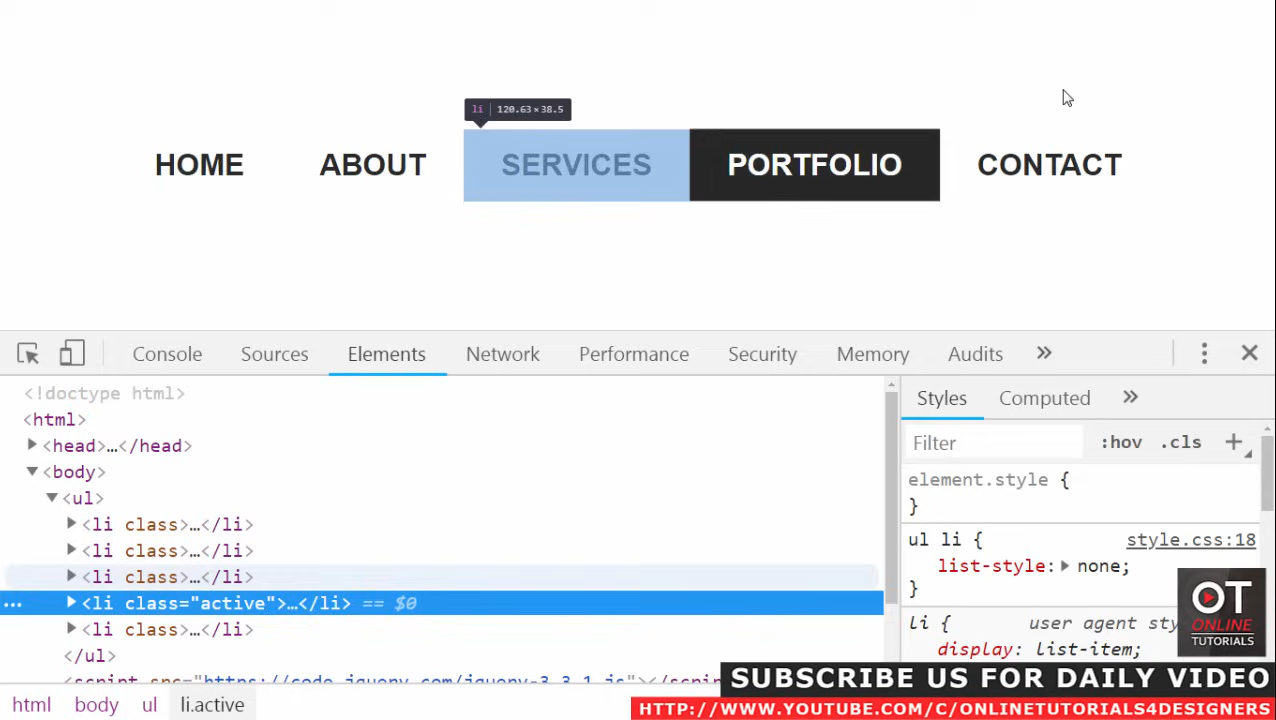 li 120.63×38.5
HOME ABOUT SERVICES PORTFOLIO CONTACT
Console Sources Elements Network Performance Security Memory Audits »
<!doctype html>
<html>
<head>…</head>
<body>
<ul>
<li class>…</li>
<li class>…</li>
<li class>…</li>
<li class="active">…</li> == $0
<li class>…</li>
</ul>
html body ul li.active
Styles Computed »
Filter :hov .cls +
element.style {
}
ul li { style.css:18
list-style: none;
}
li { user agent sty
display: list-item;
OT
ONLINE
TUTORIALS
SUBSCRIBE US FOR DAILY VIDEO
HTTP://WWW.YOUTUBE.COM/C/ONLINETUTORIALS4DESIGNERS